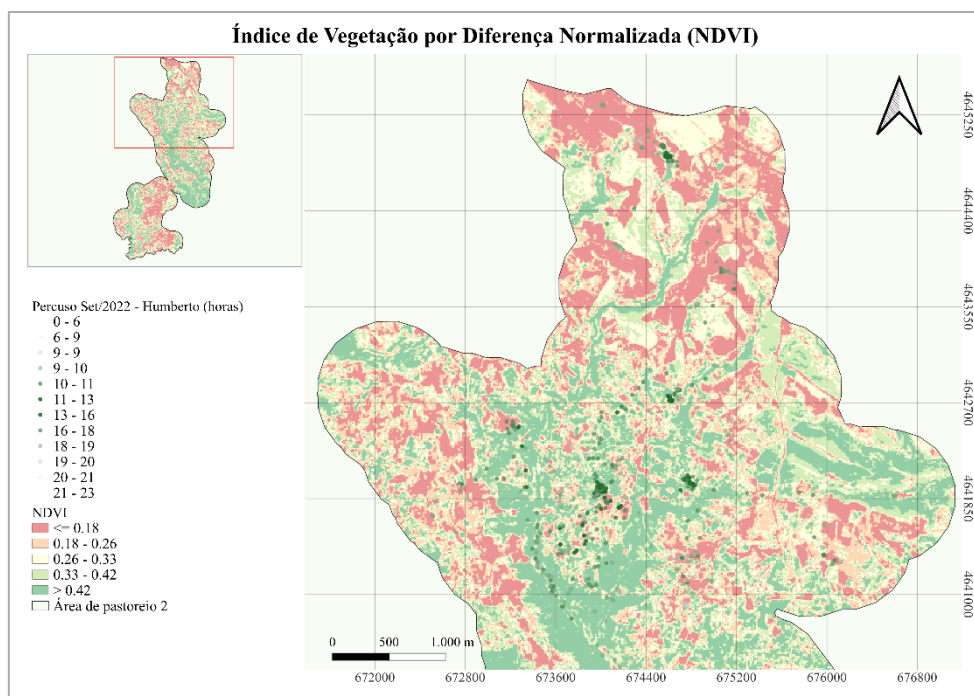 Índice de Vegetação por Diferença Normalizada (NDVI)
Percuso Set/2022 - Humberto (horas)
0 - 6
6 - 9
9 - 9
9 - 10
10 - 11
11 - 13
13 - 16
16 - 18
18 - 19
19 - 20
20 - 21
21 - 23
NDVI
<= 0.18
0.18 - 0.26
0.26 - 0.33
0.33 - 0.42
> 0.42
Área de pastoreio 2
0 500 1.000 m
672000 672800 673600 674400 675200 676000 676800
4645250
4644400
4643550
4642700
4641850
4641000